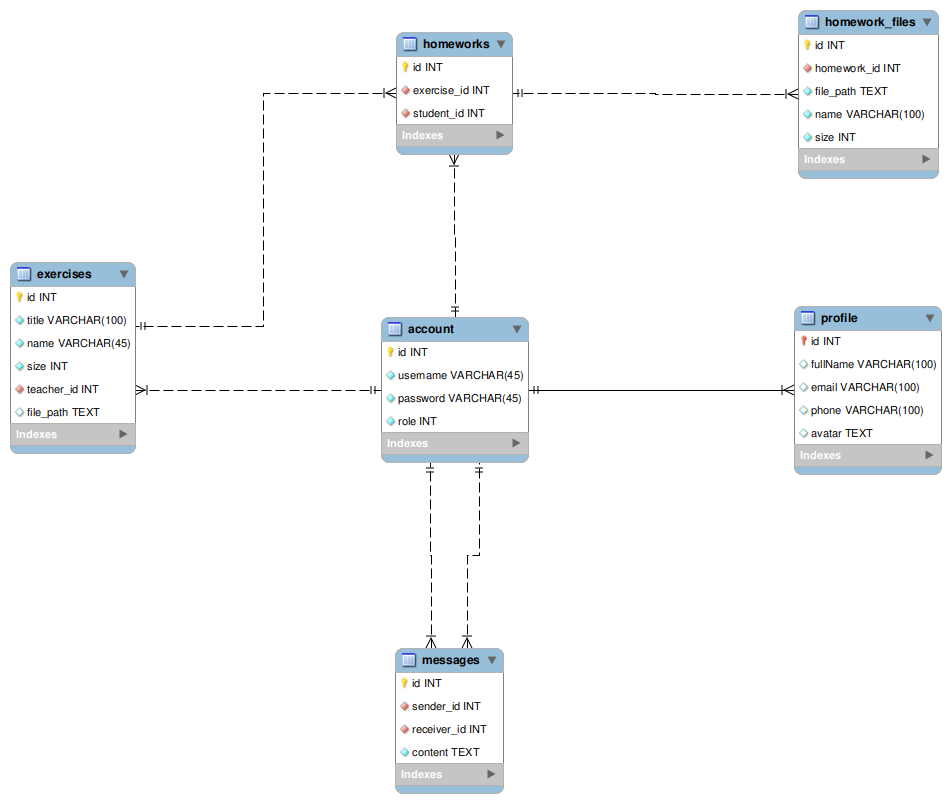 homeworks
id INT
exercise_id INT
student_id INT
Indexes
homework_files
id INT
homework_id INT
file_path TEXT
name VARCHAR(100)
size INT
Indexes
exercises
id INT
title VARCHAR(100)
name VARCHAR(45)
size INT
teacher_id INT
file_path TEXT
Indexes
account
id INT
username VARCHAR(45)
password VARCHAR(45)
role INT
Indexes
profile
id INT
fullName VARCHAR(100)
email VARCHAR(100)
phone VARCHAR(100)
avatar TEXT
Indexes
messages
id INT
sender_id INT
receiver_id INT
content TEXT
Indexes